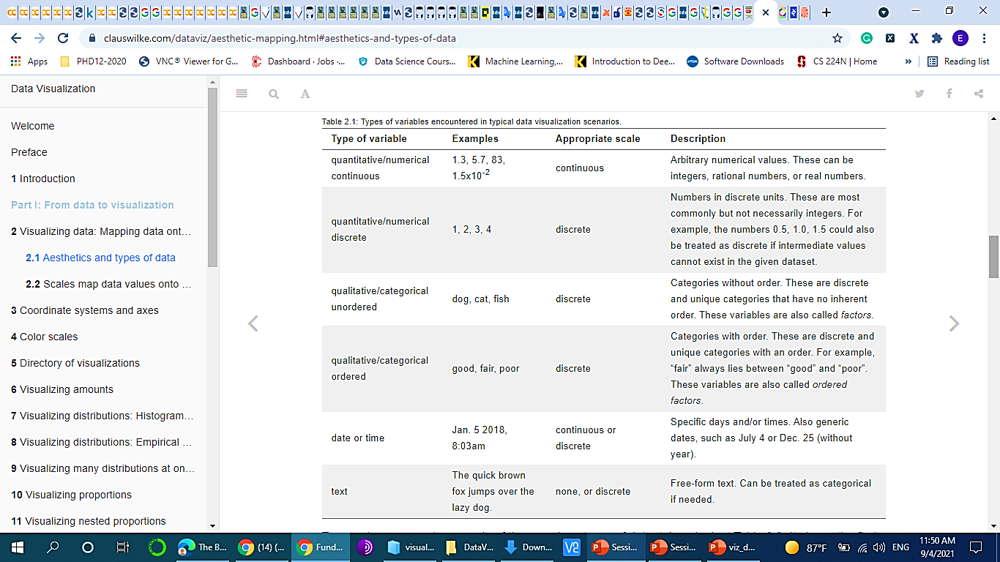 clauswilke.com/dataviz/aesthetic-mapping.html#aesthetics-and-types-of-data
E
Apps
PHD12-2020
VNC® Viewer for G...
Dashboard · Jobs ·...
Data Science Cours...
Machine Learning,...
Introduction to Dee...
Software Downloads
CS 224N | Home
»
Reading list
Data Visualization
Welcome
Preface
1 Introduction
Part I: From data to visualization
2 Visualizing data: Mapping data ont...
2.1 Aesthetics and types of data
2.2 Scales map data values onto ...
3 Coordinate systems and axes
4 Color scales
5 Directory of visualizations
6 Visualizing amounts
7 Visualizing distributions: Histogram...
8 Visualizing distributions: Empirical ...
9 Visualizing many distributions at on...
10 Visualizing proportions
11 Visualizing nested proportions
A
Table 2.1: Types of variables encountered in typical data visualization scenarios.
Type of variable Examples Appropriate scale Description
quantitative/numerical
continuous
1.3, 5.7, 83,
1.5x10-2
continuous
Arbitrary numerical values. These can be
integers, rational numbers, or real numbers.
quantitative/numerical
discrete
1, 2, 3, 4
discrete
Numbers in discrete units. These are most
commonly but not necessarily integers. For
example, the numbers 0.5, 1.0, 1.5 could also
be treated as discrete if intermediate values
cannot exist in the given dataset.
qualitative/categorical
unordered
dog, cat, fish
discrete
Categories without order. These are discrete
and unique categories that have no inherent
order. These variables are also called factors.
qualitative/categorical
ordered
good, fair, poor
discrete
Categories with order. These are discrete and
unique categories with an order. For example,
“fair” always lies between “good” and “poor”.
These variables are also called ordered
factors.
date or time
Jan. 5 2018,
8:03am
continuous or
discrete
Specific days and/or times. Also generic
dates, such as July 4 or Dec. 25 (without
year).
text
The quick brown
fox jumps over the
lazy dog.
none, or discrete
Free-form text. Can be treated as categorical
if needed.
The B...
(14) (...
Fund...
visual...
DataV...
Down...
Sessi...
Sessi...
viz_d...
87°F
ENG
11:50 AM
9/4/2021